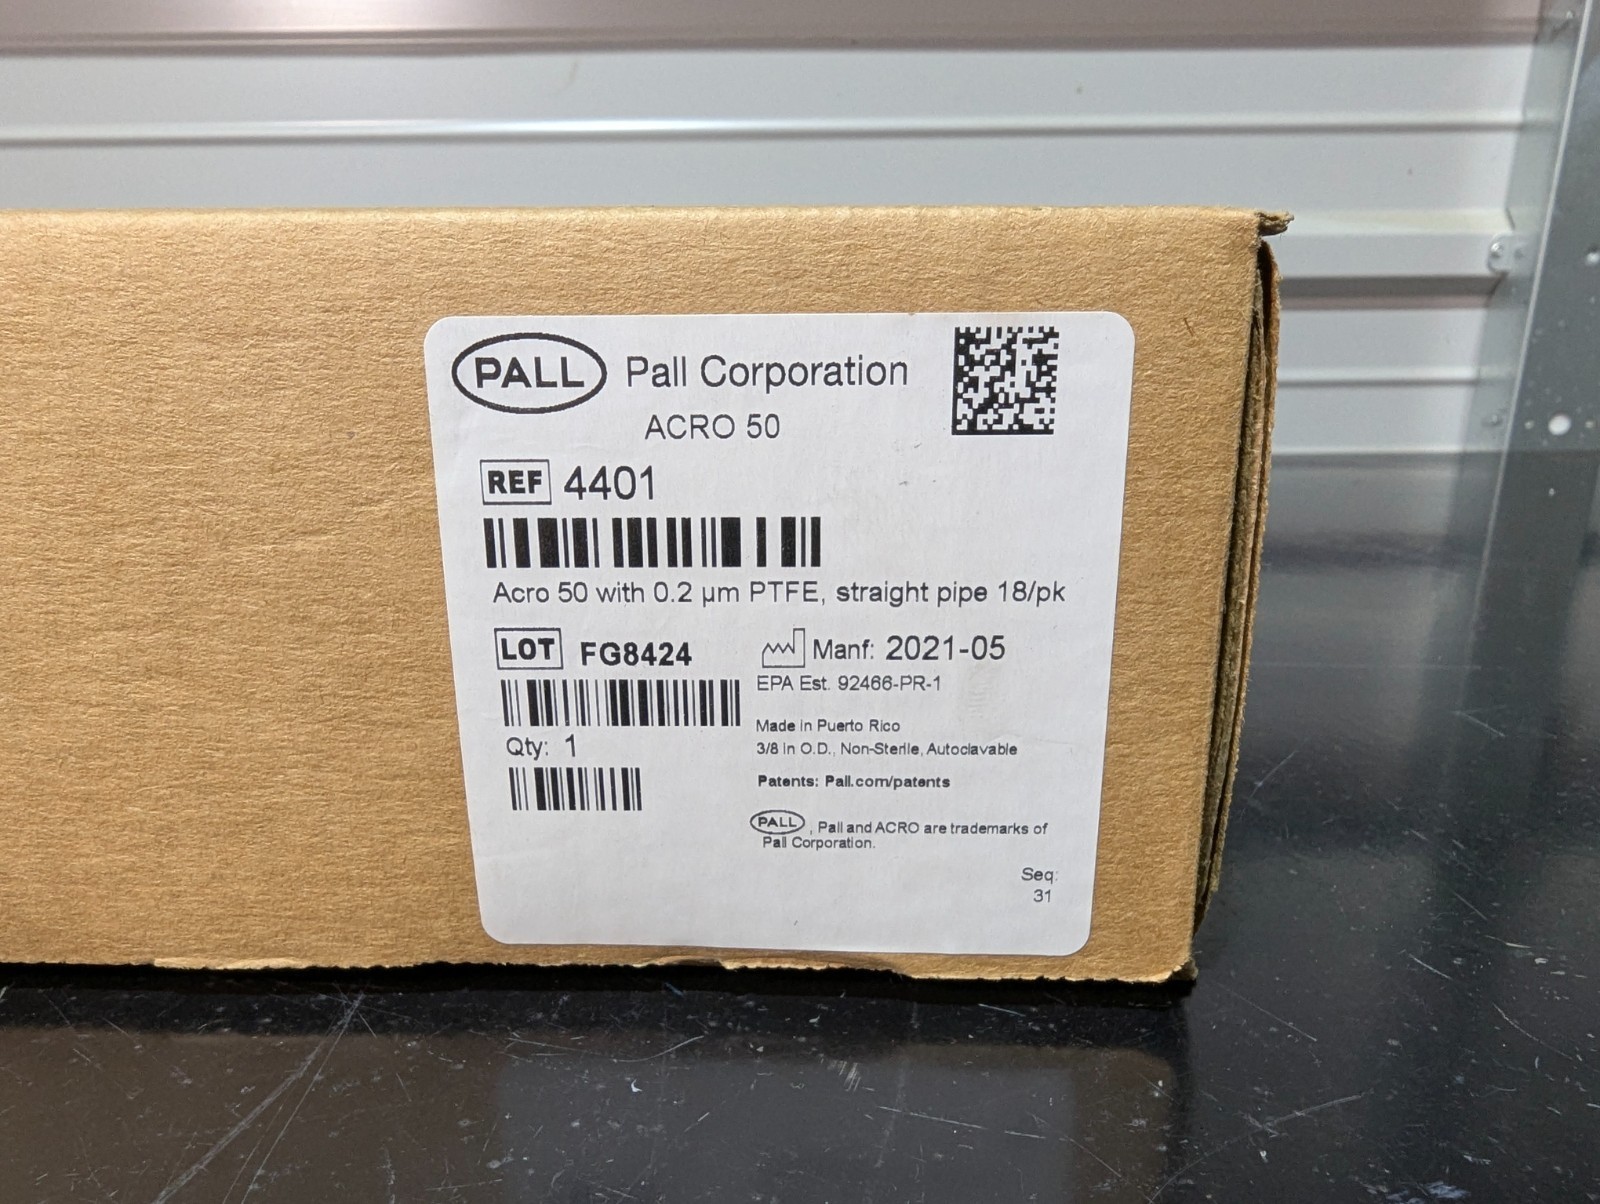 PALL Pall Corporation
ACRO 50
REF 4401
Acro 50 with 0.2 µm PTFE, straight pipe 18/pk
LOT FG8424
Manf: 2021-05
EPA Est. 92466-PR-1
Qty: 1
Made in Puerto Rico
3/8 in O.D., Non-Sterile, Autoclavable
Patents: Pall.com/patents
PALL , Pall and ACRO are trademarks of
Pall Corporation.
Seq:
31